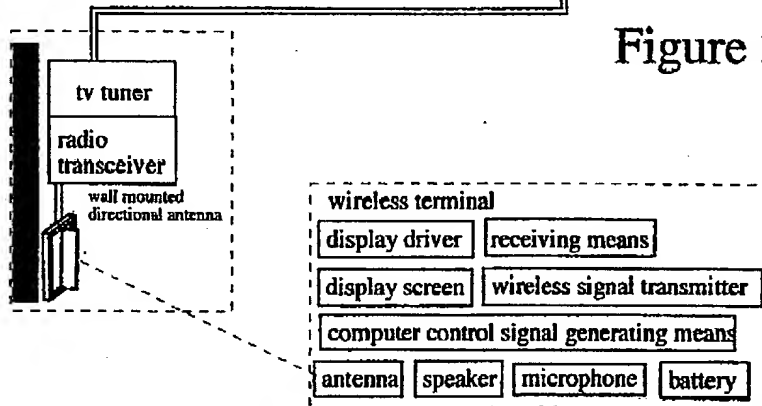 Figure
tv tuner
radio
transceiver
wall mounted
directional antenna
wireless terminal
display driver receiving means
display screen wireless signal transmitter
computer control signal generating means
antenna speaker microphone battery